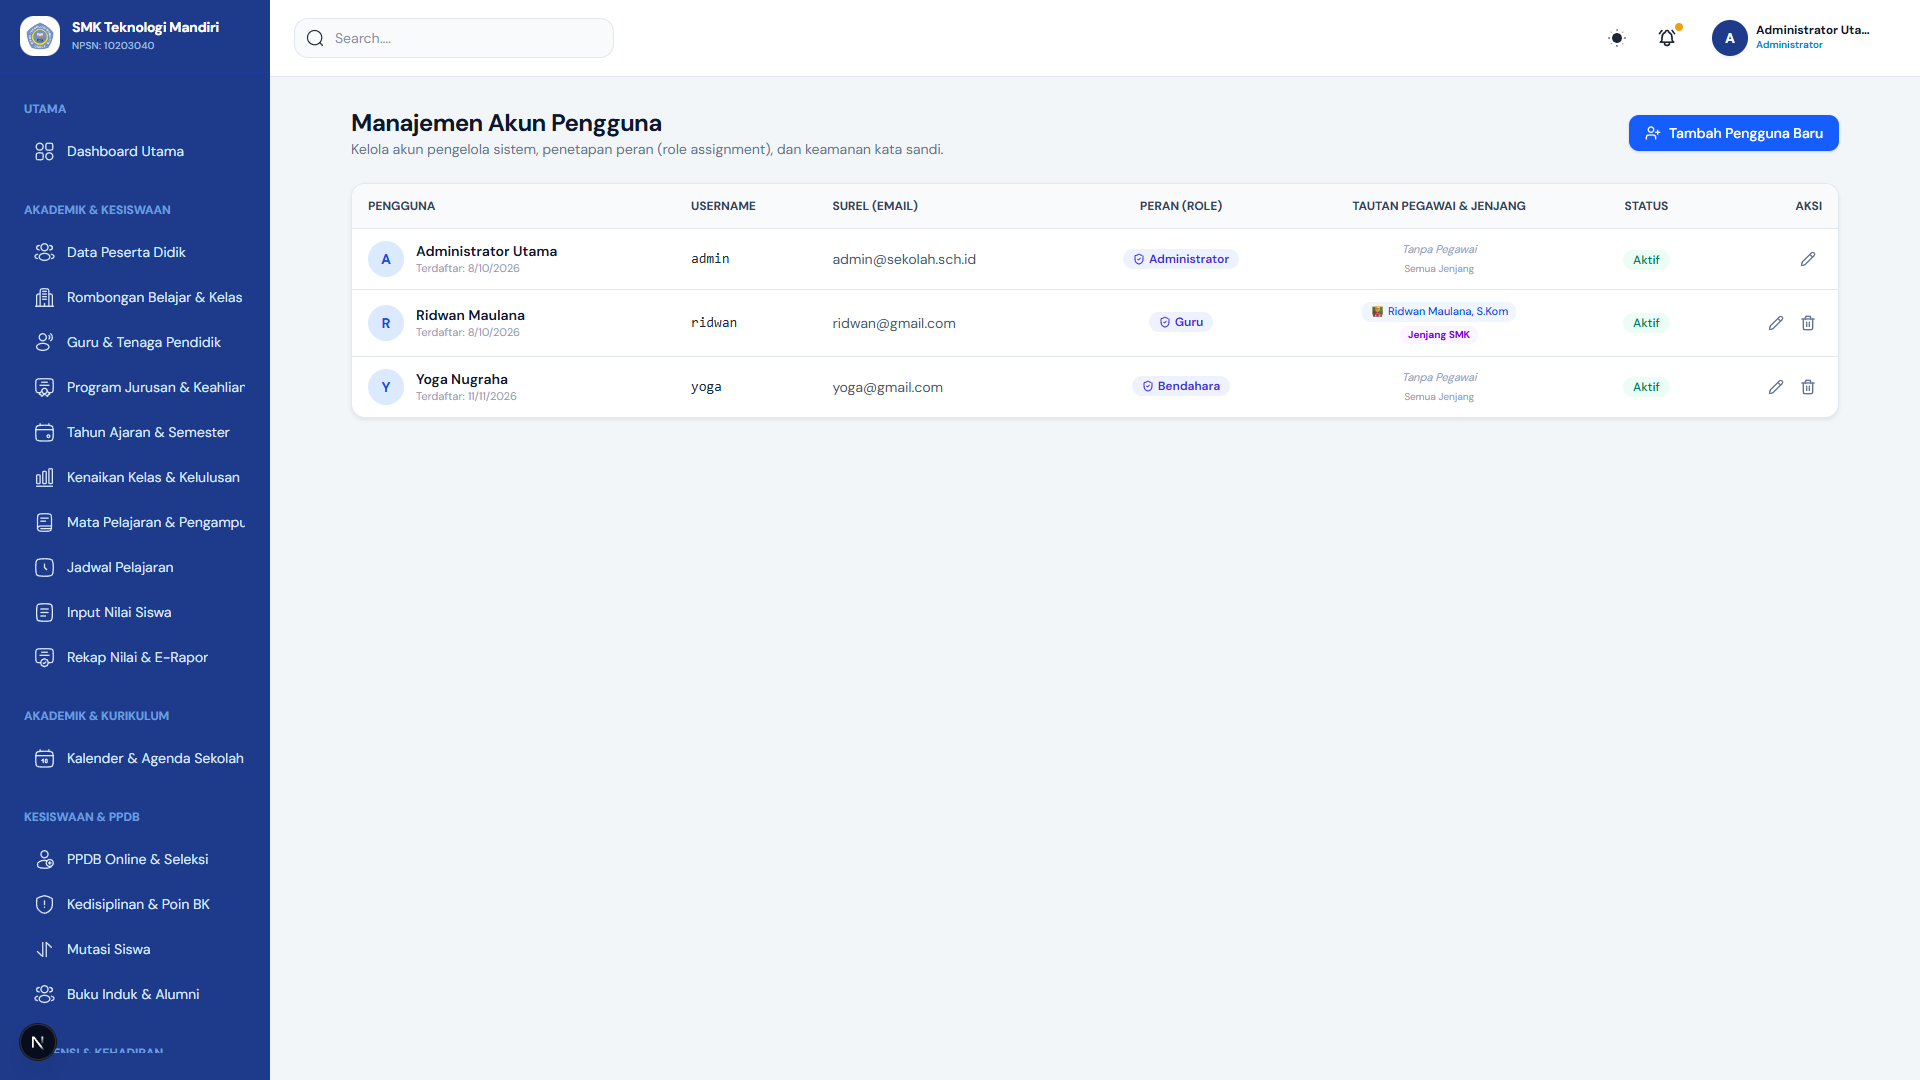 SMK Teknologi Mandiri
NPSN: 10203040
UTAMA
Dashboard Utama
AKADEMIK & KESISWAAN
Data Peserta Didik
Rombongan Belajar & Kelas
Guru & Tenaga Pendidik
Program Jurusan & Keahlian
Tahun Ajaran & Semester
Kenaikan Kelas & Kelulusan
Mata Pelajaran & Pengampu
Jadwal Pelajaran
Input Nilai Siswa
Rekap Nilai & E-Rapor
AKADEMIK & KURIKULUM
Kalender & Agenda Sekolah
KESISWAAN & PPDB
PPDB Online & Seleksi
Kedisiplinan & Poin BK
Mutasi Siswa
Buku Induk & Alumni
N
ENSI & KEHADIRAN
Search....
A
Administrator Uta...
Administrator
Manajemen Akun Pengguna
Kelola akun pengelola sistem, penetapan peran (role assignment), dan keamanan kata sandi.
Tambah Pengguna Baru
PENGGUNA USERNAME SUREL (EMAIL) PERAN (ROLE) TAUTAN PEGAWAI & JENJANG STATUS AKSI
A Administrator Utama admin admin@sekolah.sch.id Administrator Tanpa Pegawai Aktif
Terdaftar: 8/10/2026 Semua Jenjang
R Ridwan Maulana ridwan ridwan@gmail.com Guru Ridwan Maulana, S.Kom Aktif
Terdaftar: 8/10/2026 Jenjang SMK
Y Yoga Nugraha yoga yoga@gmail.com Bendahara Tanpa Pegawai Aktif
Terdaftar: 11/11/2026 Semua Jenjang